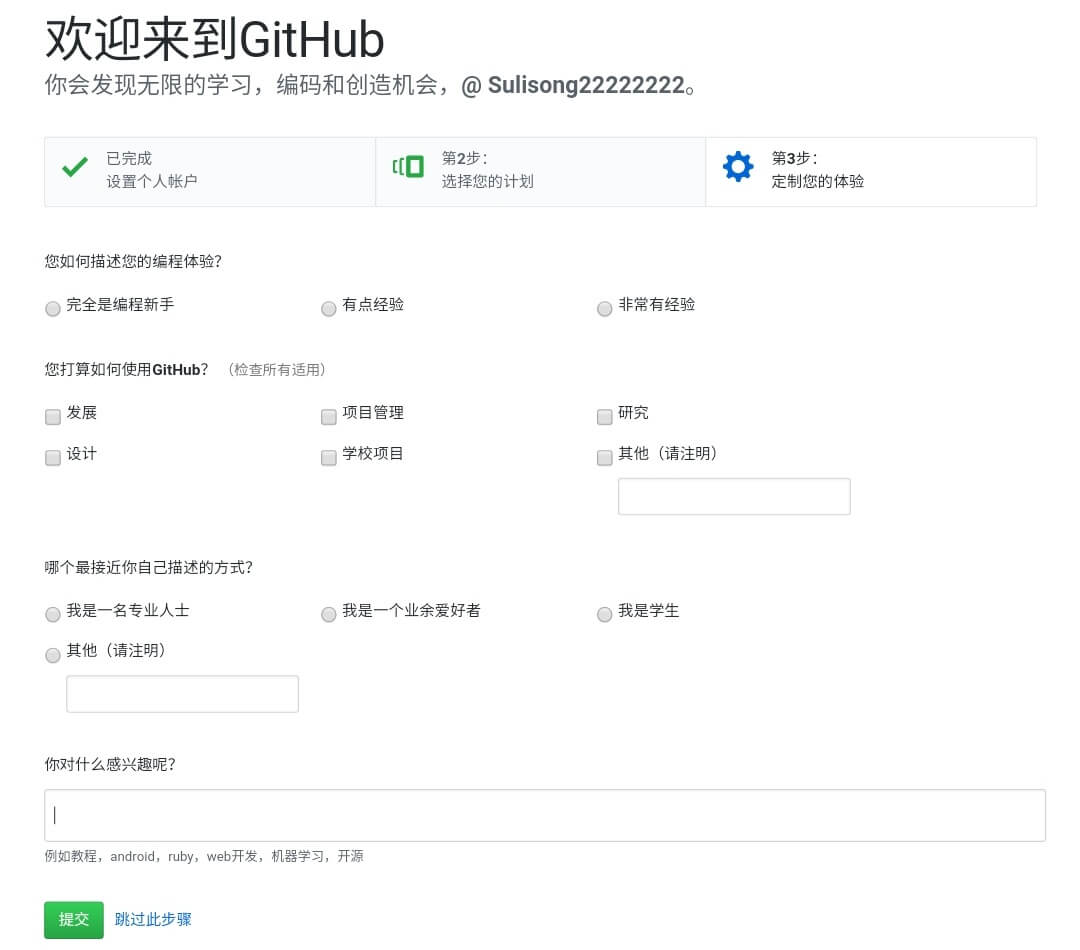 欢迎来到GitHub
你会发现无限的学习，编码和创造机会，@ Sulisong22222222。
已完成
设置个人帐户
第2步：
选择您的计划
第3步：
定制您的体验
您如何描述您的编程体验？
完全是编程新手 有点经验 非常有经验
您打算如何使用GitHub？ （检查所有适用）
发展 项目管理 研究
设计 学校项目 其他（请注明）
哪个最接近你自己描述的方式？
我是一名专业人士 我是一个业余爱好者 我是学生
其他（请注明）
你对什么感兴趣呢？
例如教程，android，ruby，web开发，机器学习，开源
提交 跳过此步骤